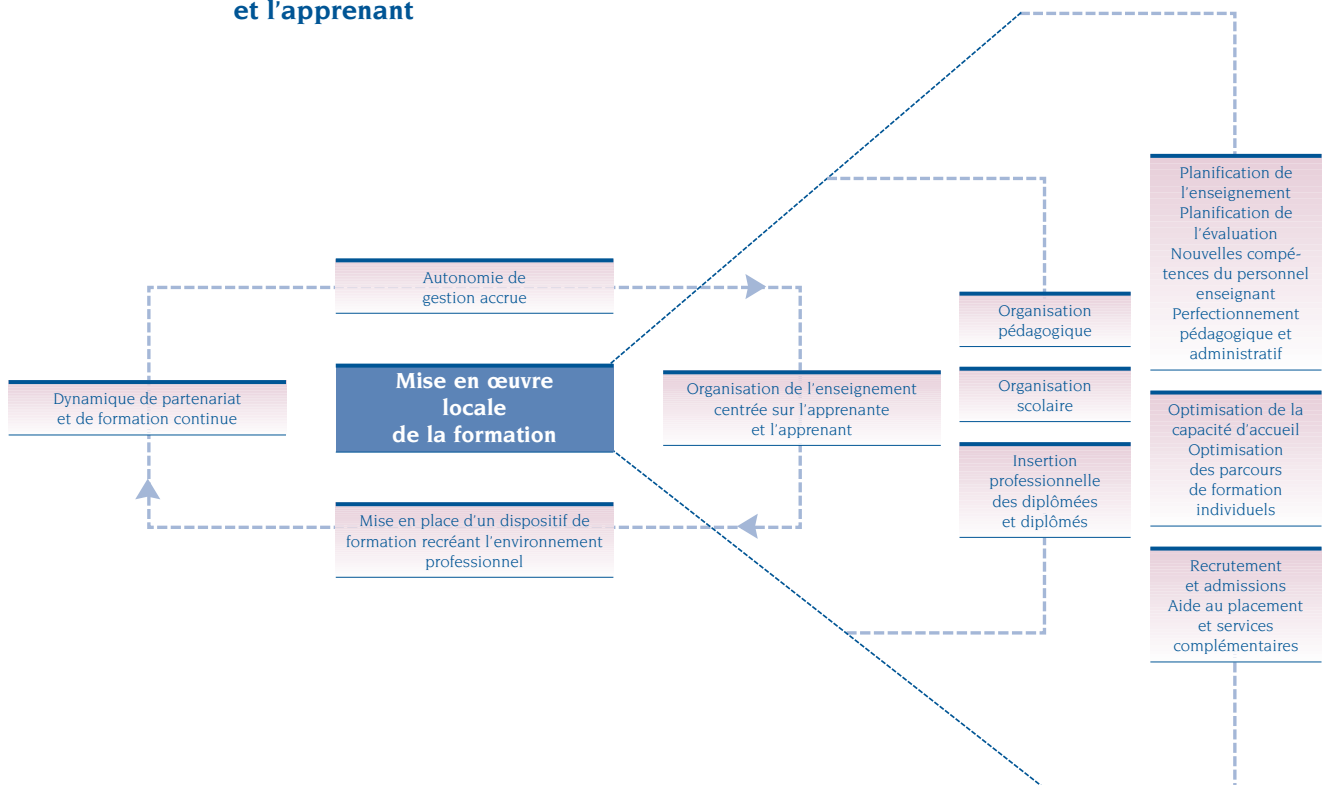 et l'apprenant
Autonomie de
gestion accrue
Dynamique de partenariat
et de formation continue
Mise en œuvre
locale
de la formation
Organisation de l'enseignement
centrée sur l'apprenante
et l'apprenant
Mise en place d'un dispositif de
formation recréant l'environnement
professionnel
Organisation
pédagogique
Organisation
scolaire
Insertion
professionnelle
des diplômées
et diplômés
Planification de
l'enseignement
Planification de
l'évaluation
Nouvelles compé-
tences du personnel
enseignant
Perfectionnement
pédagogique et
administratif
Optimisation de la
capacité d'accueil
Optimisation
des parcours
de formation
individuels
Recrutement
et admissions
Aide au placement
et services
complémentaires